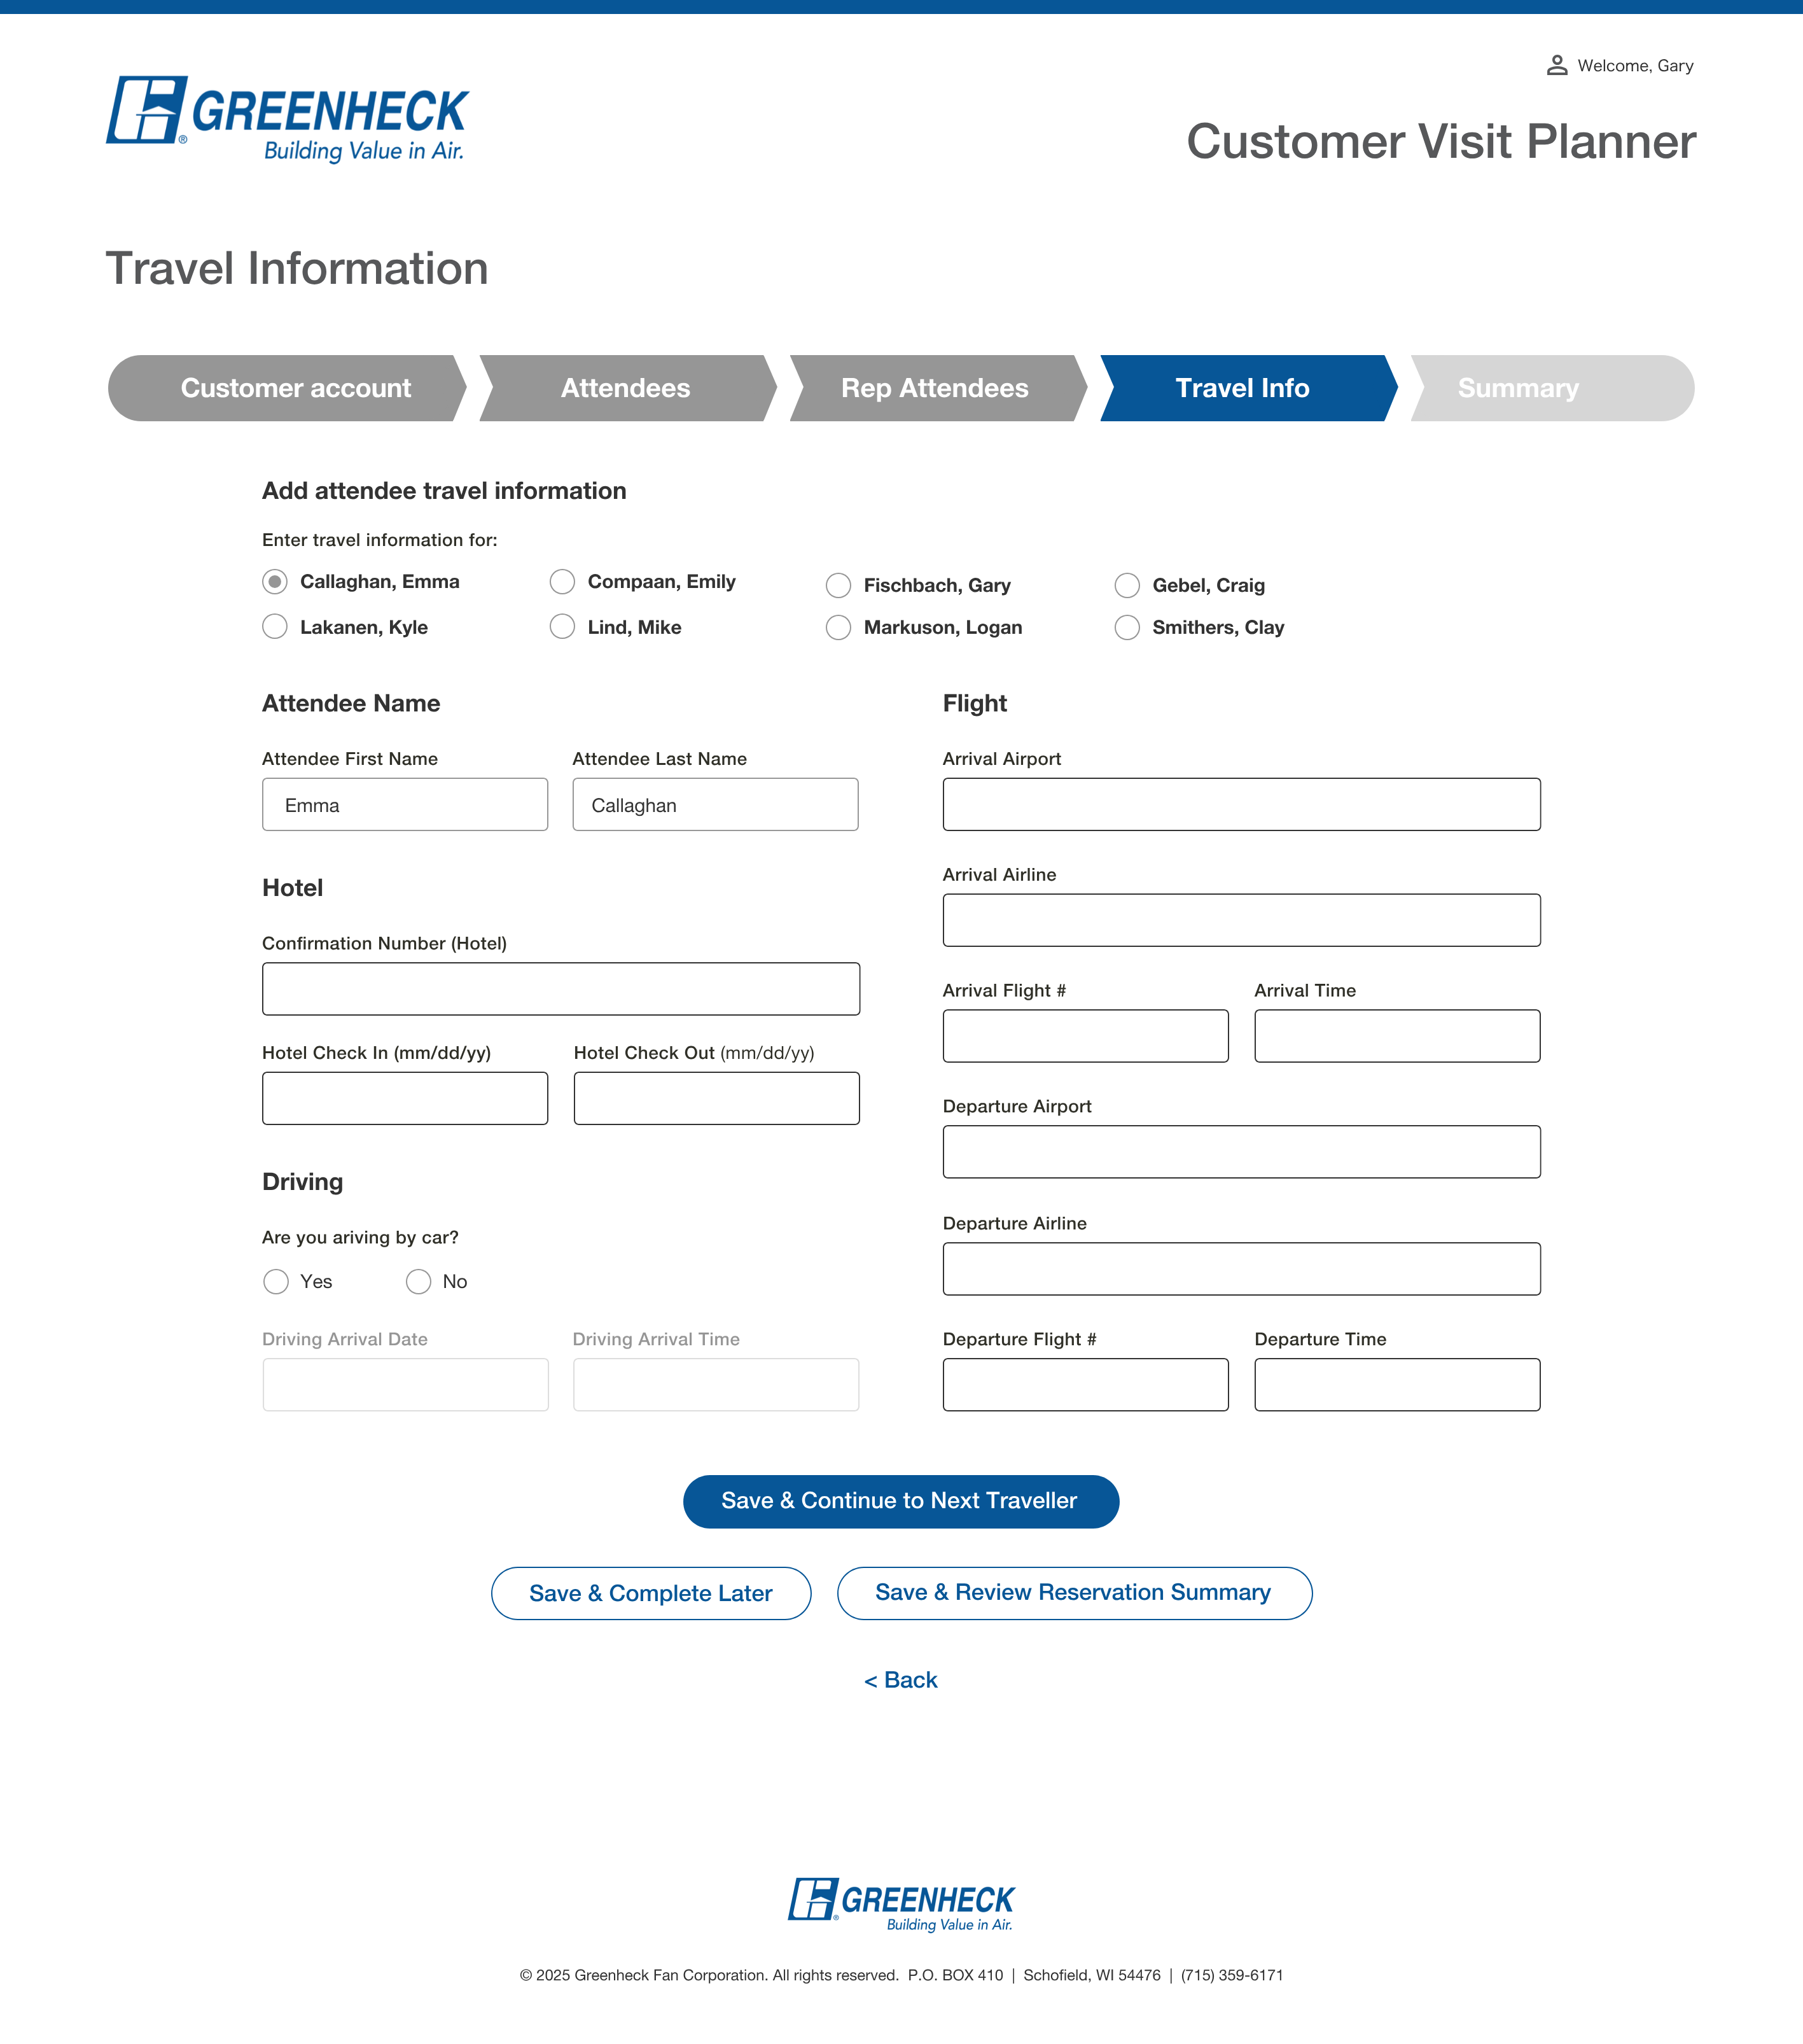 Welcome, Gary
GREENHECK
®
Building Value in Air.
Customer Visit Planner
Travel Information
Customer account
Attendees
Rep Attendees
Travel Info
Summary
Add attendee travel information
Enter travel information for:
Callaghan, Emma
Compaan, Emily
Fischbach, Gary
Gebel, Craig
Lakanen, Kyle
Lind, Mike
Markuson, Logan
Smithers, Clay
Attendee Name
Attendee First Name
Attendee Last Name
Emma
Callaghan
Hotel
Confirmation Number (Hotel)
Hotel Check In (mm/dd/yy)
Hotel Check Out (mm/dd/yy)
Driving
Are you ariving by car?
Yes
No
Driving Arrival Date
Driving Arrival Time
Flight
Arrival Airport
Arrival Airline
Arrival Flight #
Arrival Time
Departure Airport
Departure Airline
Departure Flight #
Departure Time
Save & Continue to Next Traveller
Save & Complete Later
Save & Review Reservation Summary
< Back
GREENHECK
®
Building Value in Air.
© 2025 Greenheck Fan Corporation. All rights reserved. P.O. BOX 410 | Schofield, WI 54476 | (715) 359-6171